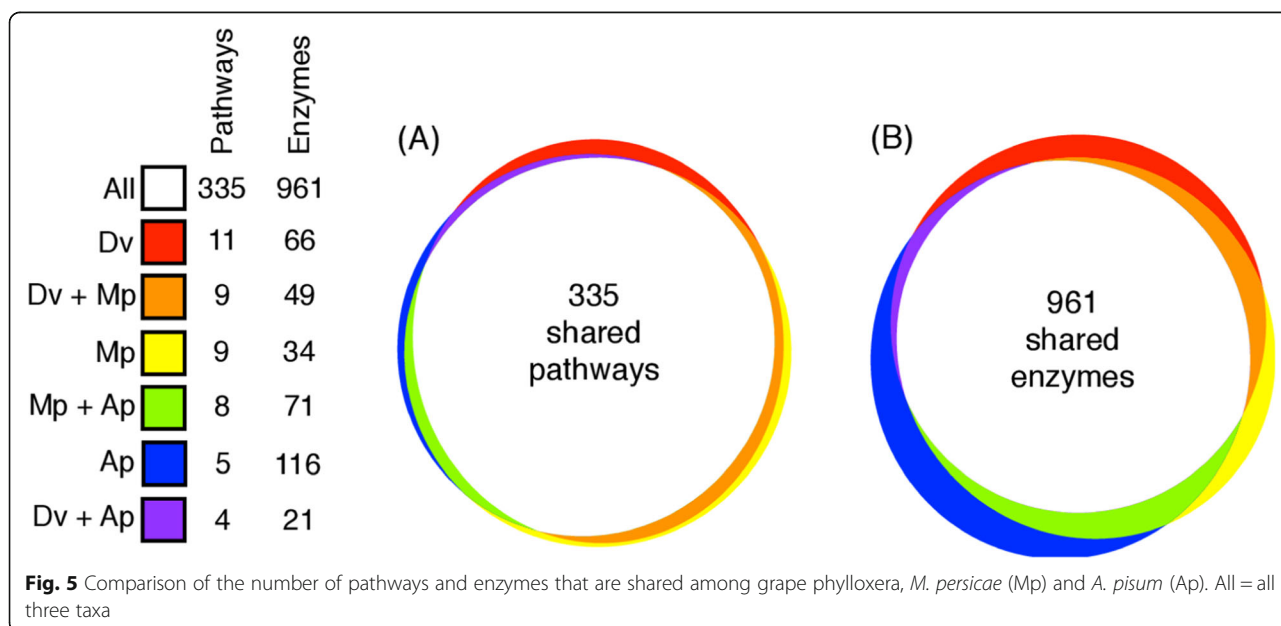 Pathways
Enzymes
All 335 961
Dv 11 66
Dv + Mp 9 49
Mp 9 34
Mp + Ap 8 71
Ap 5 116
Dv + Ap 4 21
(A)
335
shared
pathways
(B)
961
shared
enzymes
Fig. 5 Comparison of the number of pathways and enzymes that are shared among grape phylloxera, M. persicae (Mp) and A. pisum (Ap). All = all
three taxa